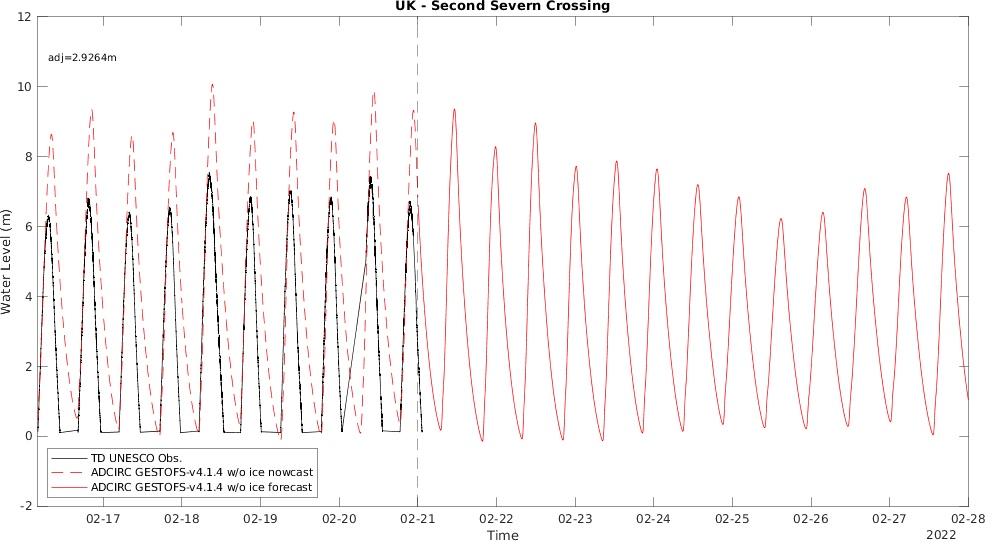 UK - Second Severn Crossing
12
adj=2.9264m
10
8
6
4
2
0
-2
Water Level (m)
TD UNESCO Obs.
ADCIRC GESTOFS-v4.1.4 w/o ice nowcast
ADCIRC GESTOFS-v4.1.4 w/o ice forecast
02-17 02-18 02-19 02-20 02-21 02-22 02-23 02-24 02-25 02-26 02-27 02-28
Time
2022